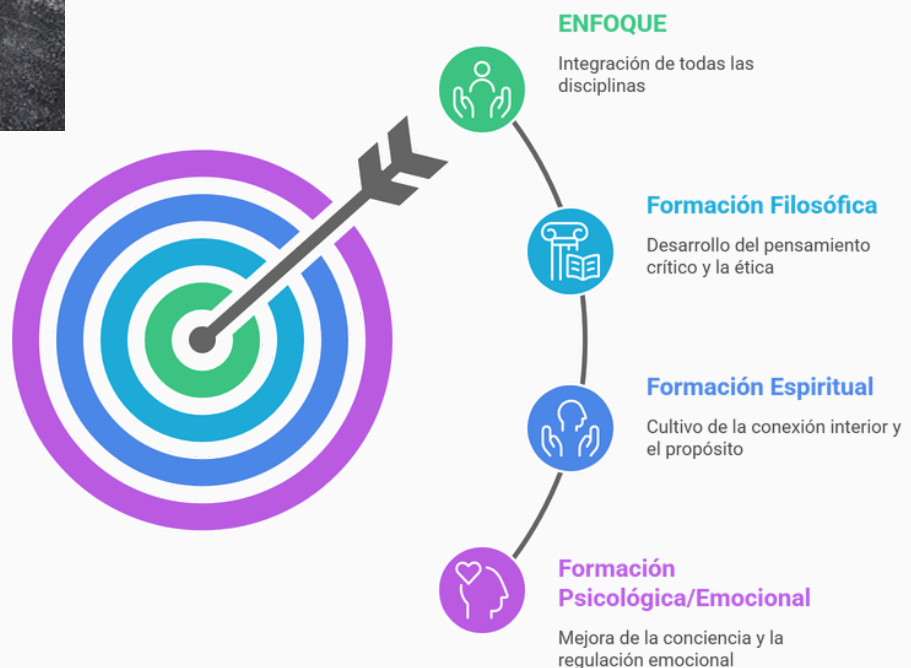 ENFOQUE
Integración de todas las
disciplinas
Formación Filosófica
Desarrollo del pensamiento
crítico y la ética
Formación Espiritual
Cultivo de la conexión interior y
el propósito
Formación
Psicológica/Emocional
Mejora de la conciencia y la
regulación emocional